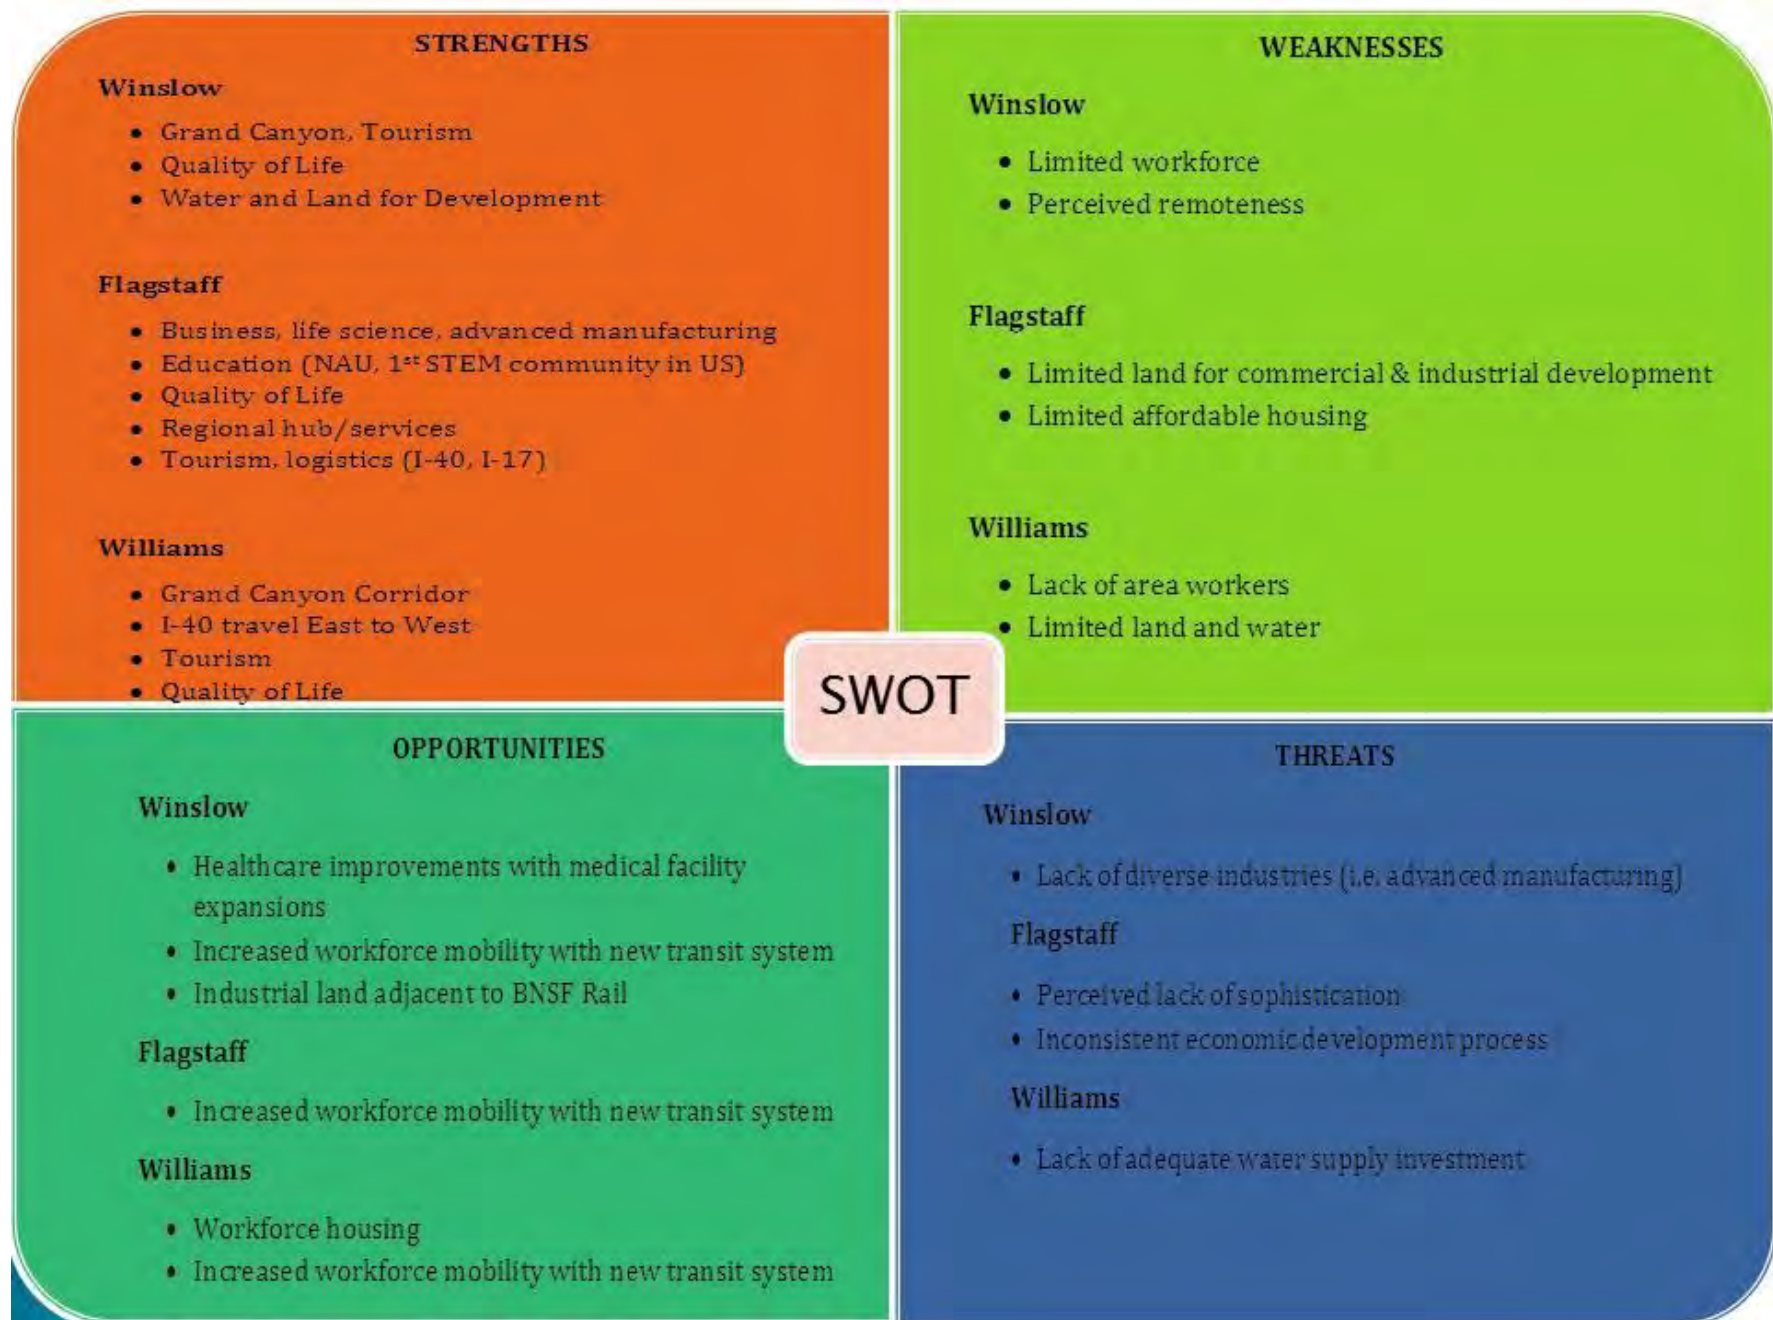 STRENGTHS
Winslow
• Grand Canyon, Tourism
• Quality of Life
• Water and Land for Development
Flagstaff
• Business, life science, advanced manufacturing
• Education (NAU, 1st STEM community in US)
• Quality of Life
• Regional hub/services
• Tourism, logistics (I-40, I-17)
Williams
• Grand Canyon Corridor
• I-40 travel East to West
• Tourism
• Quality of Life
WEAKNESSES
Winslow
• Limited workforce
• Perceived remoteness
Flagstaff
• Limited land for commercial & industrial development
• Limited affordable housing
Williams
• Lack of area workers
• Limited land and water
SWOT
OPPORTUNITIES
Winslow
• Healthcare improvements with medical facility
expansions
• Increased workforce mobility with new transit system
• Industrial land adjacent to BNSF Rail
Flagstaff
• Increased workforce mobility with new transit system
Williams
• Workforce housing
• Increased workforce mobility with new transit system
THREATS
Winslow
• Lack of diverse industries (i.e. advanced manufacturing)
Flagstaff
• Perceived lack of sophistication
• Inconsistent economic development process
Williams
• Lack of adequate water supply investment